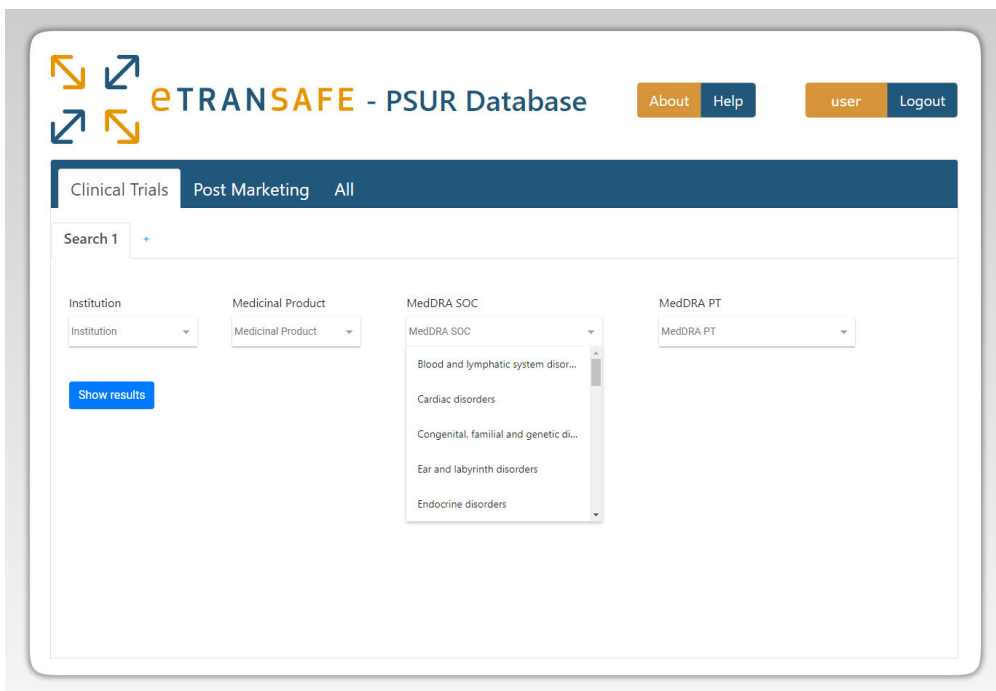 eTRANSAFE - PSUR Database
About Help user Logout
Clinical Trials Post Marketing All
Search 1 +
Institution Medicinal Product MedDRA SOC MedDRA PT
Institution Medicinal Product MedDRA SOC MedDRA PT
Blood and lymphatic system disor...
Show results
Cardiac disorders
Congenital, familial and genetic di...
Ear and labyrinth disorders
Endocrine disorders